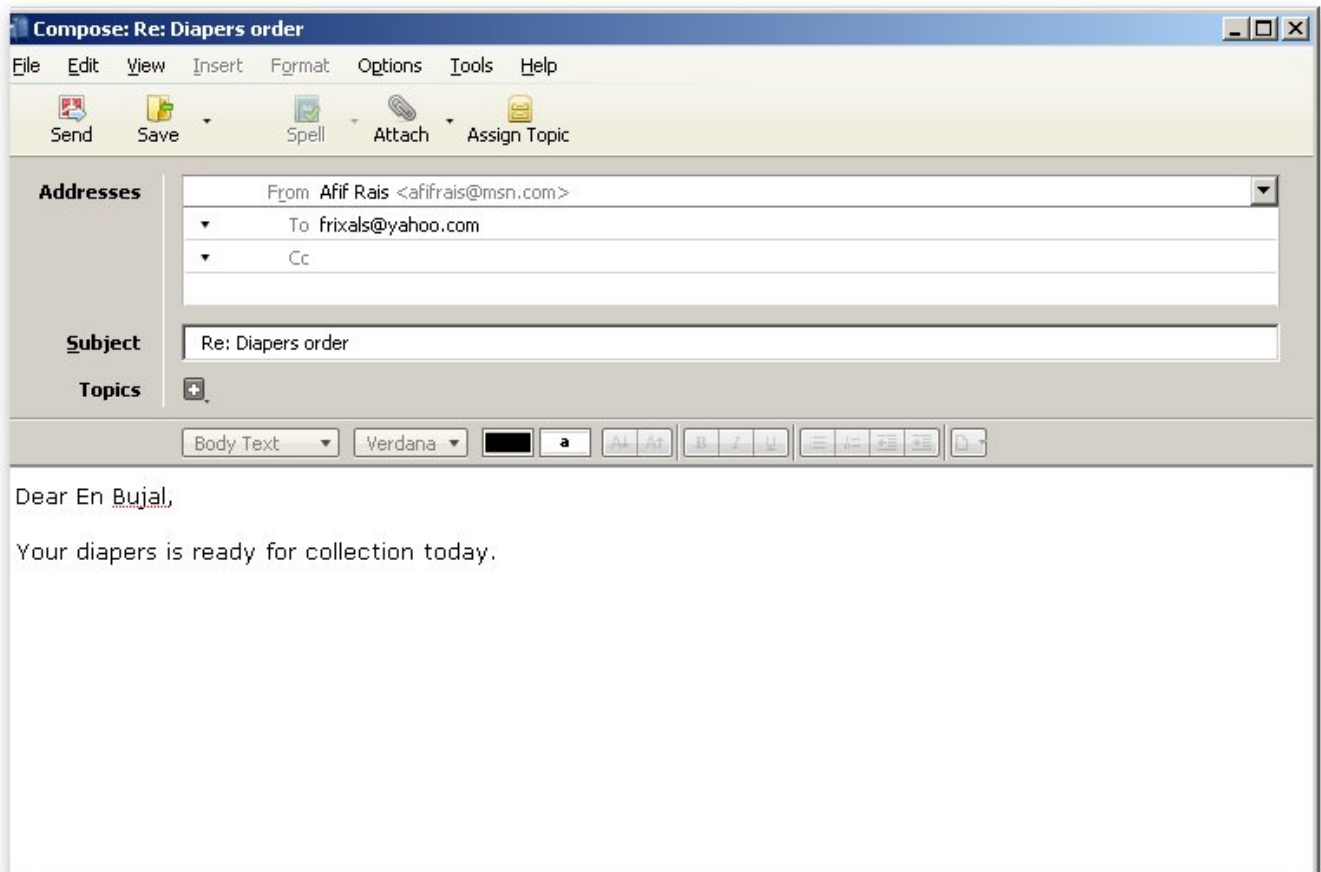 Compose: Re: Diapers order
File Edit View Insert Format Options Tools Help
Send Save Spell Attach Assign Topic
Addresses From Afif Rais <afifrais@msn.com>
To frixals@yahoo.com
Cc
Subject Re: Diapers order
Topics
Body Text Verdana a A A B I U
Dear En Bujal,
Your diapers is ready for collection today.